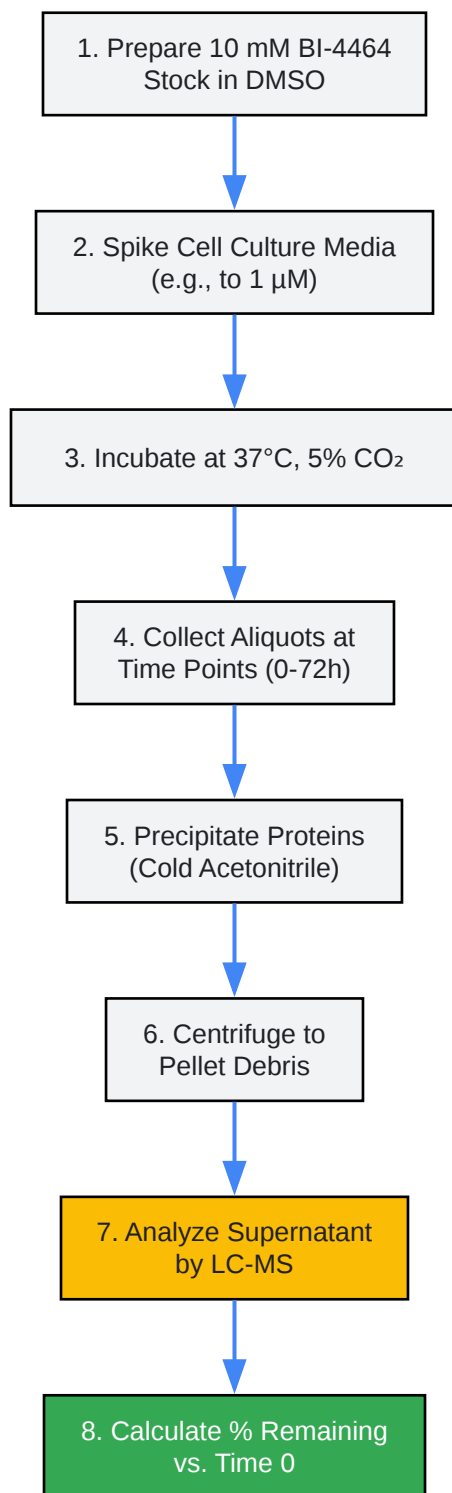 1. Prepare 10 mM BI-4464
Stock in DMSO
2. Spike Cell Culture Media
(e.g., to 1 µM)
3. Incubate at 37°C, 5% CO₂
4. Collect Aliquots at
Time Points (0-72h)
5. Precipitate Proteins
(Cold Acetonitrile)
6. Centrifuge to
Pellet Debris
7. Analyze Supernatant
by LC-MS
8. Calculate % Remaining
vs. Time 0